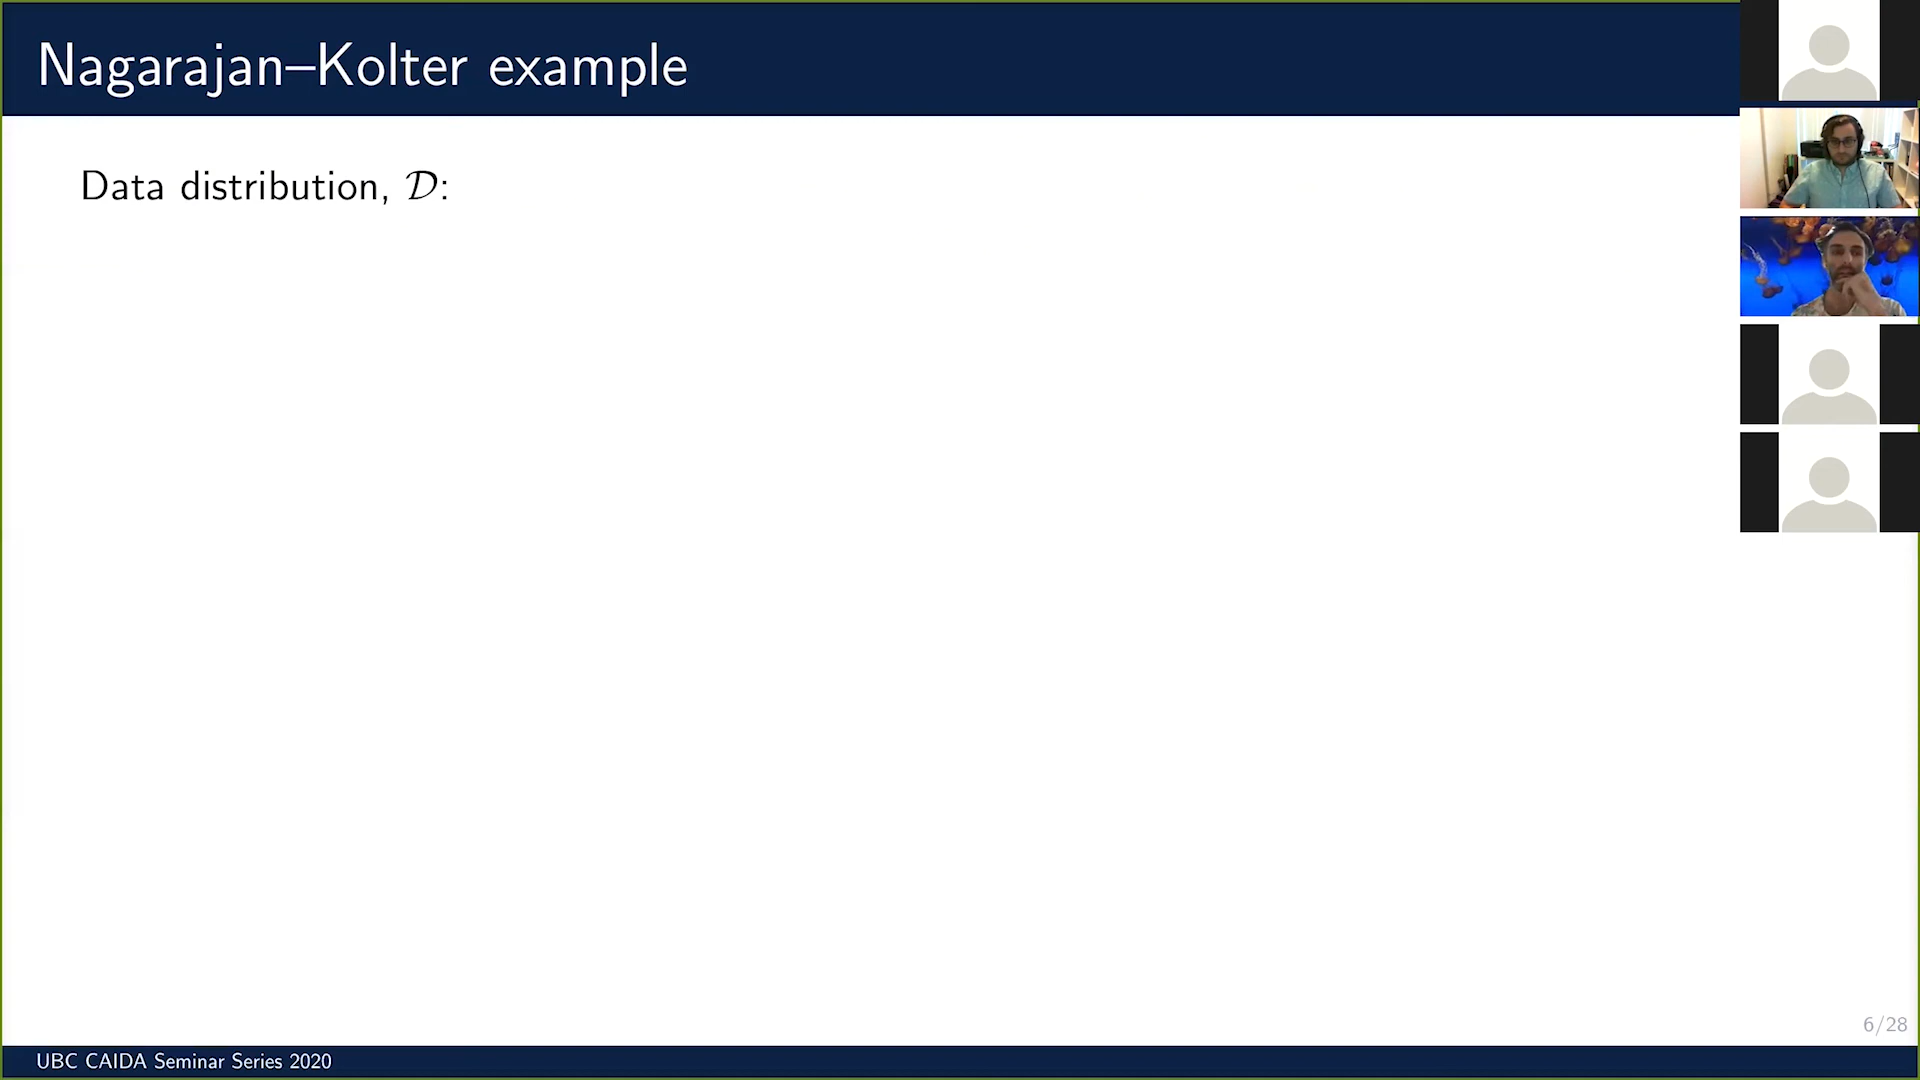 Nagarajan–Kolter example
Data distribution, 𝒟:
6/28
UBC CAIDA Seminar Series 2020